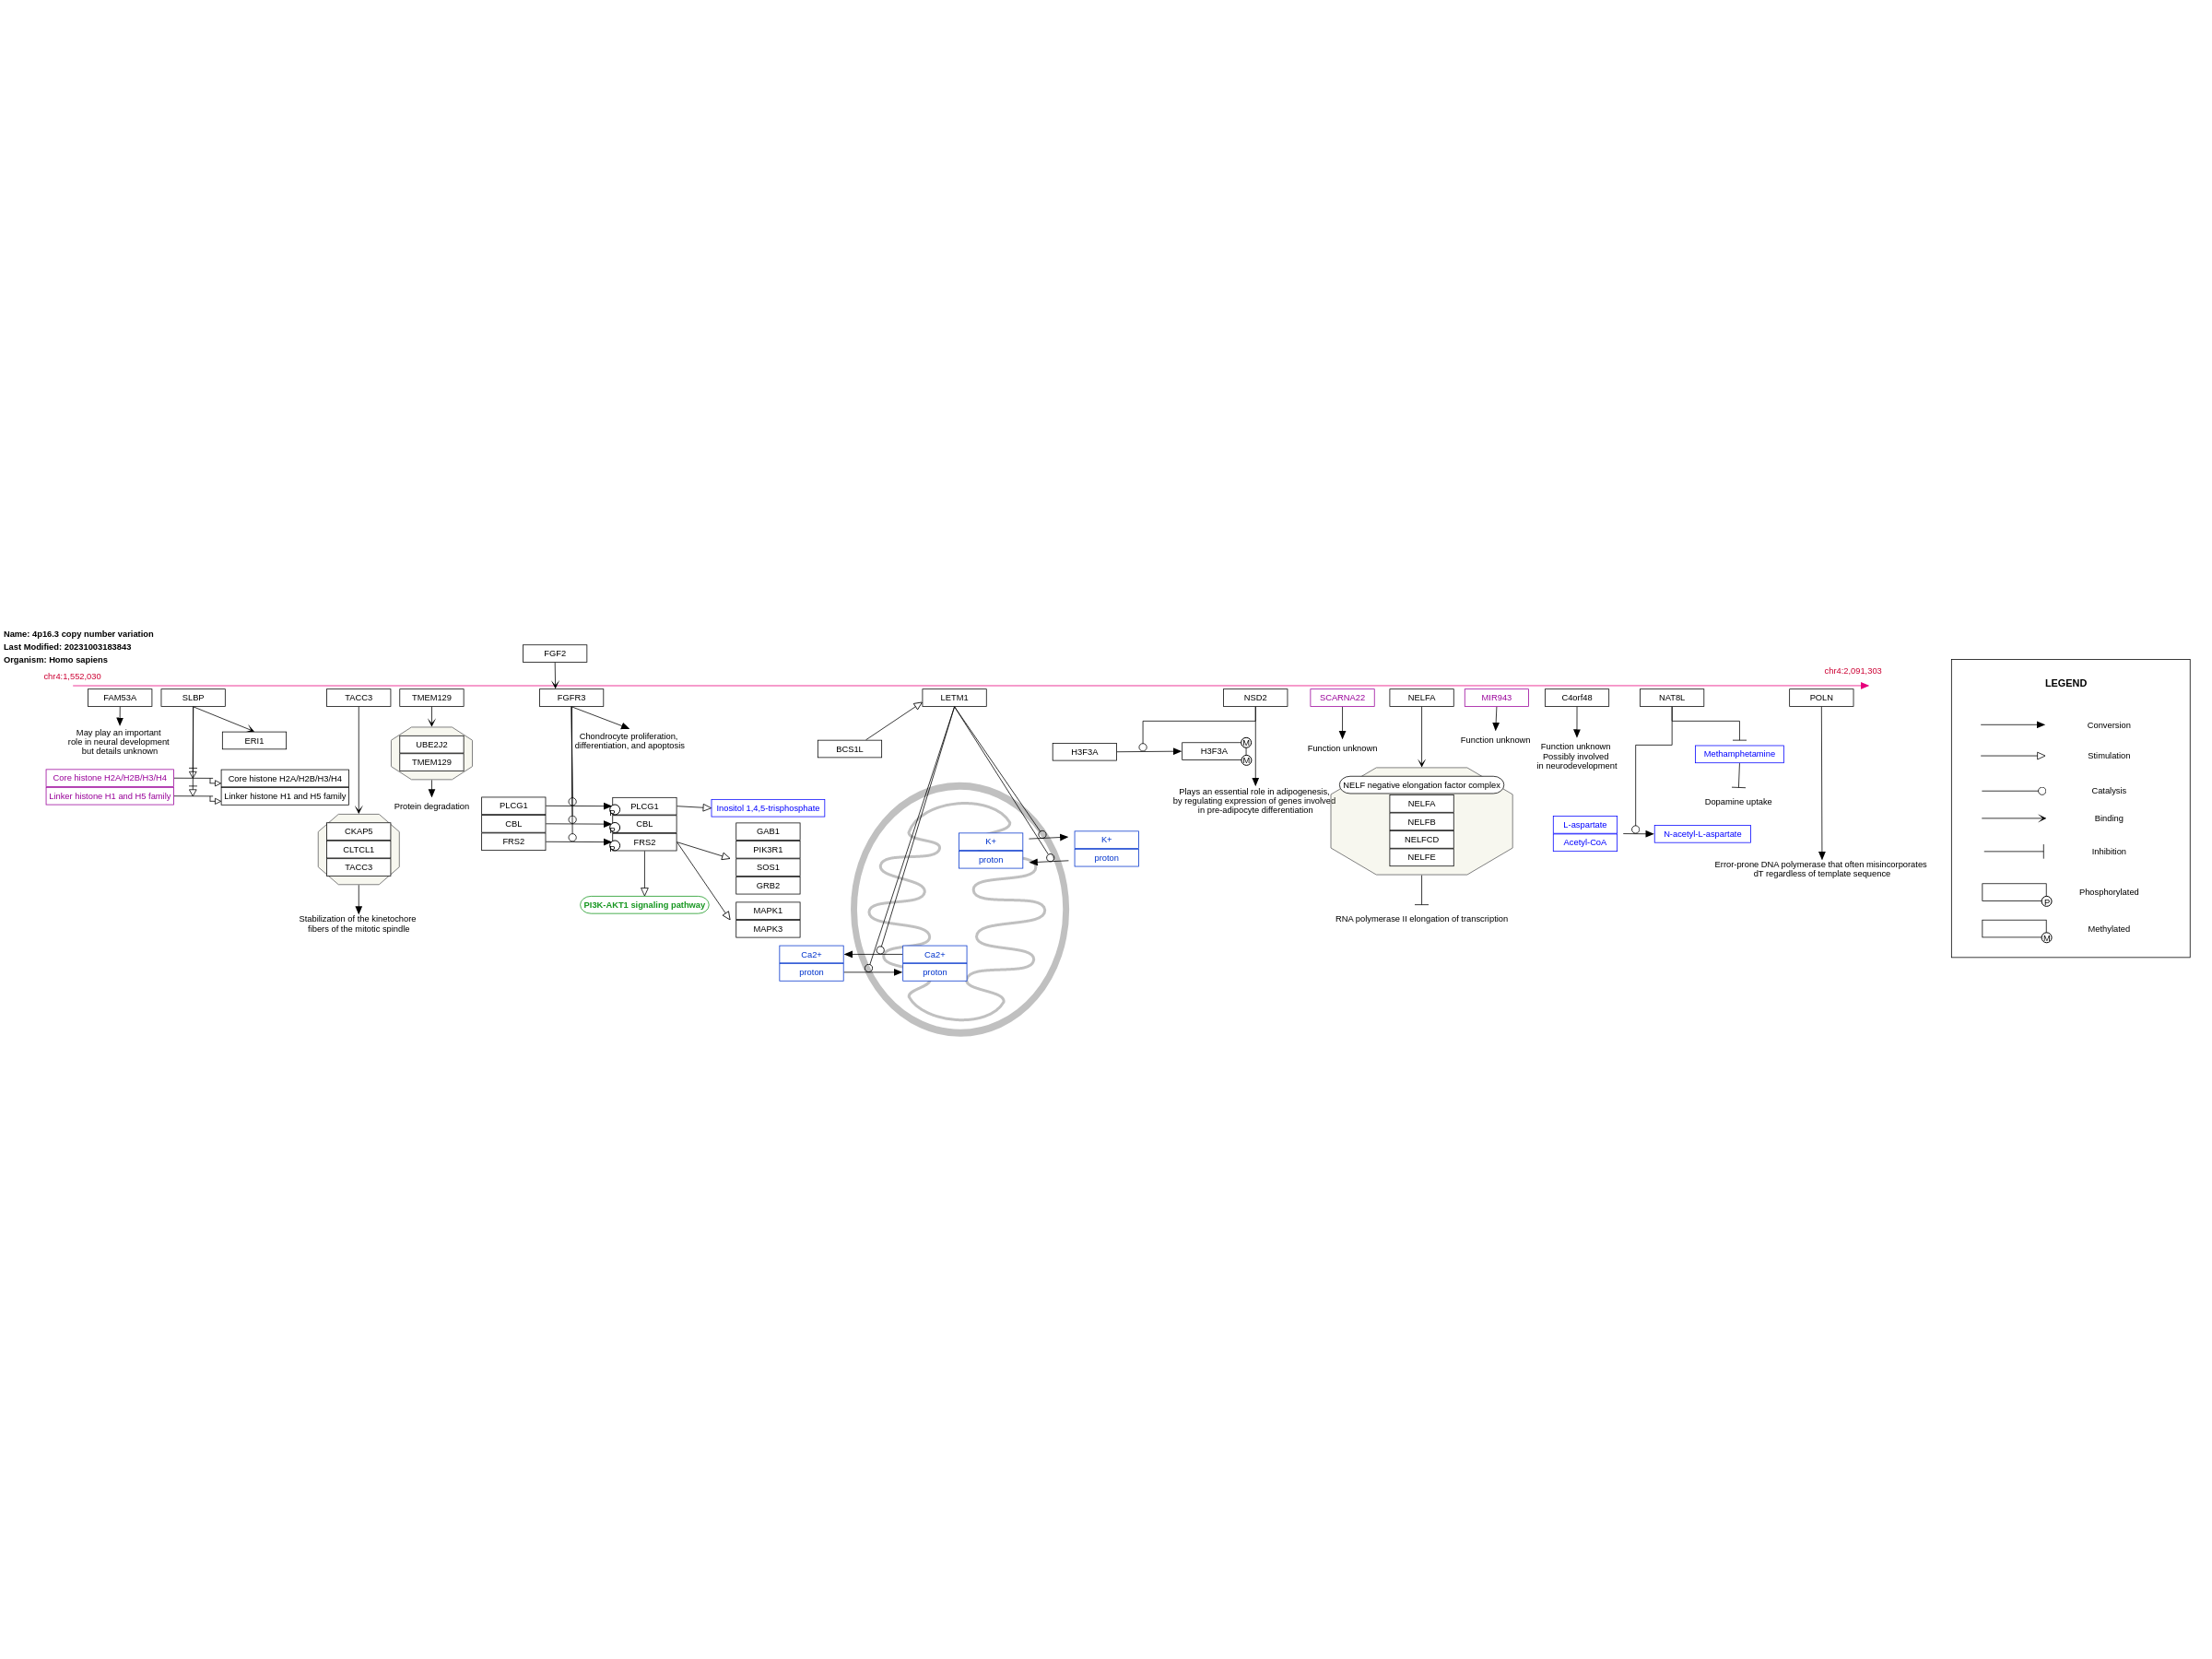 Name: 4p16.3 copy number variation
Last Modified: 20231003183843
Organism: Homo sapiens
chr4:1,552,030
chr4:2,091,303
FGF2
FAM53A
SLBP
TACC3
TMEM129
FGFR3
LETM1
NSD2
SCARNA22
NELFA
MIR943
C4orf48
NAT8L
POLN
May play an important
role in neural development
but details unknown
ERI1
Core histone H2A/H2B/H3/H4
Linker histone H1 and H5 family
Core histone H2A/H2B/H3/H4
Linker histone H1 and H5 family
CKAP5
CLTCL1
TACC3
Stabilization of the kinetochore
fibers of the mitotic spindle
UBE2J2
TMEM129
Protein degradation
Chondrocyte proliferation,
differentiation, and apoptosis
PLCG1
CBL
FRS2
PLCG1
P
CBL
P
FRS2
P
Inositol 1,4,5-trisphosphate
GAB1
PIK3R1
SOS1
GRB2
MAPK1
MAPK3
PI3K-AKT1 signaling pathway
BCS1L
K+
proton
K+
proton
Ca2+
proton
Ca2+
proton
H3F3A
H3F3A
M
M
Plays an essential role in adipogenesis,
by regulating expression of genes involved
in pre-adipocyte differentiation
Function unknown
NELF negative elongation factor complex
NELFA
NELFB
NELFCD
NELFE
RNA polymerase II elongation of transcription
Function unknown
Function unknown
Possibly involved
in neurodevelopment
Methamphetamine
Dopamine uptake
L-aspartate
Acetyl-CoA
N-acetyl-L-aspartate
Error-prone DNA polymerase that often misincorporates
dT regardless of template sequence
LEGEND
Conversion
Stimulation
Catalysis
Binding
Inhibition
Phosphorylated
P
Methylated
M